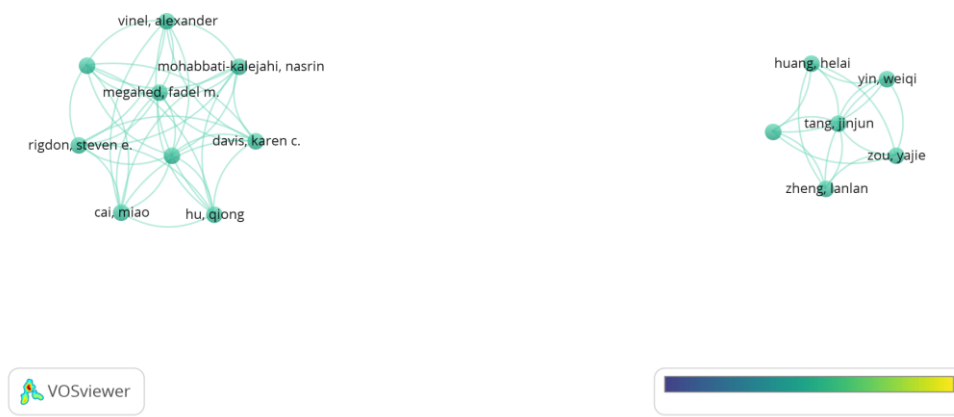 vinel, alexander
mohabbati-kalejahi, nasrin
megahed, fadel m.
rigdon, steven e.
davis, karen c.
cai, miao
hu, qiong
huang, helai
yin, weiqi
tang, jinjun
zou, yajie
zheng, lanlan
VOSviewer